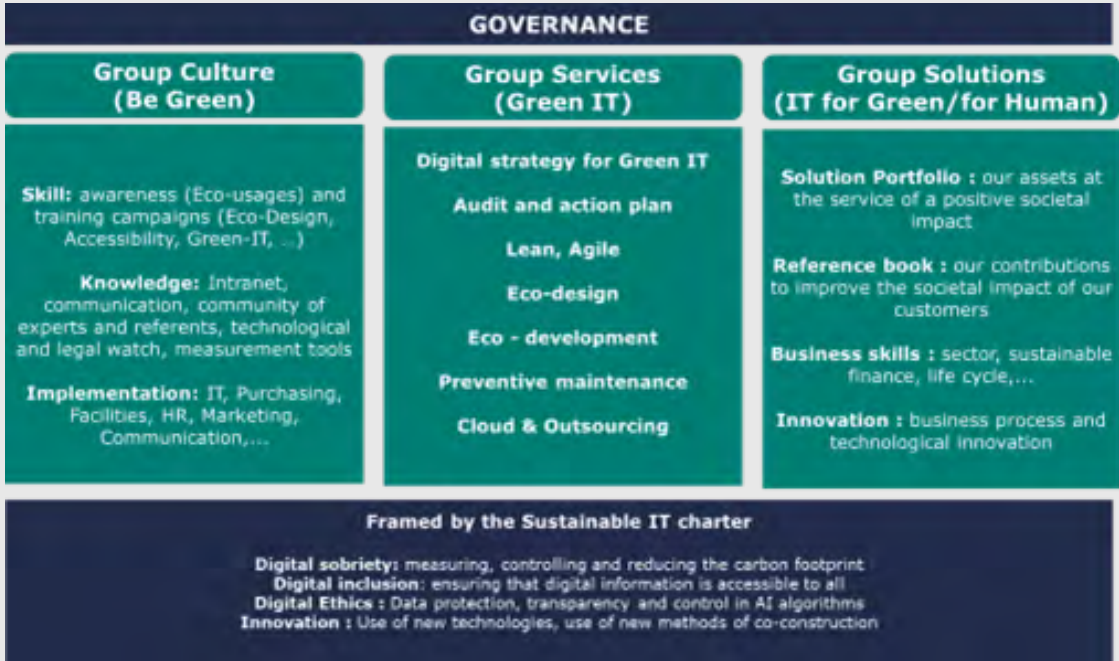 GOVERNANCE
Group Culture
(Be Green)
Skill: awareness (Eco-usages) and
training campaigns (Eco-Design,
Accessibility, Green-IT, ...)
Knowledge: Intranet,
communication, community of
experts and referents, technological
and legal watch, measurement tools
Implementation: IT, Purchasing,
Facilities, HR, Marketing,
Communication,...
Group Services
(Green IT)
Digital strategy for Green IT
Audit and action plan
Lean, Agile
Eco-design
Eco - development
Preventive maintenance
Cloud & Outsourcing
Group Solutions
(IT for Green/for Human)
Solution Portfolio : our assets at
the service of a positive societal
impact
Reference book : our contributions
to improve the societal impact of our
customers
Business skills : sector, sustainable
finance, life cycle,...
Innovation : business process and
technological innovation
Framed by the Sustainable IT charter
Digital sobriety: measuring, controlling and reducing the carbon footprint
Digital inclusion: ensuring that digital information is accessible to all
Digital Ethics : Data protection, transparency and control in AI algorithms
Innovation : Use of new technologies, use of new methods of co-construction